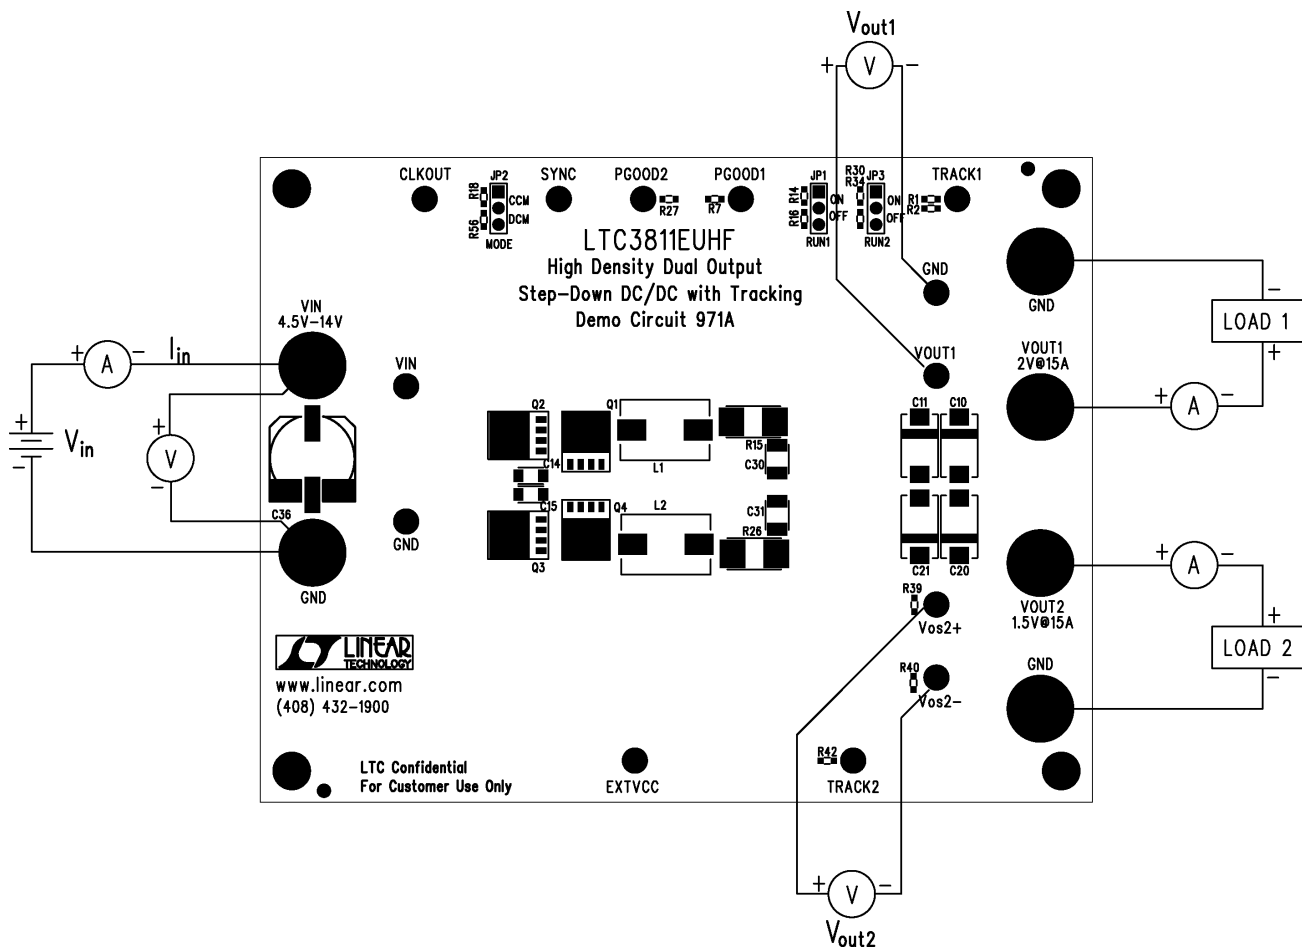 Vout1
+ V −
CLKOUT
JP2
SYNC
PGOOD2
PGOOD1
JP1
R30
R34
JP3
TRACK1
R18
CCM
R56
DCM
MODE
R27
R7
R14
ON
R16
OFF
RUN1
ON
OFF
RUN2
R1
R2
LTC3811EUHF
High Density Dual Output
Step-Down DC/DC with Tracking
Demo Circuit 971A
GND
GND
−
LOAD 1
+
VIN
4.5V-14V
VIN
VOUT1
VOUT1
2V@15A
+ A −
+ A −
Iin
+
Vin
−
+
V
−
C36
GND
GND
Q2
Q1
L1
R15
C30
C14
C15
Q3
Q4
L2
C31
R26
C11
C10
C21
C20
+ A −
+
LOAD 2
−
VOUT2
1.5V@15A
GND
R39
Vos2+
R40
Vos2-
LINEAR
TECHNOLOGY
www.linear.com
(408) 432-1900
LTC Confidential
For Customer Use Only
EXTVCC
R42
TRACK2
+ V −
Vout2